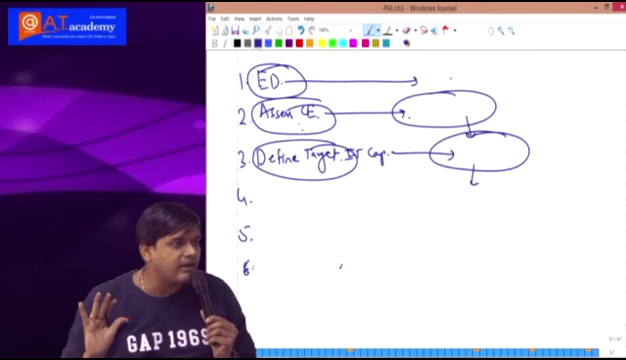 @A.T. academy
PIA ch3 - Windows Journal
File Edit View Insert Actions Tools Help
100%
1. ED.
2. Assess CE.
3. Define Target IT Cap.
4.
5.
6.
GAP 1969